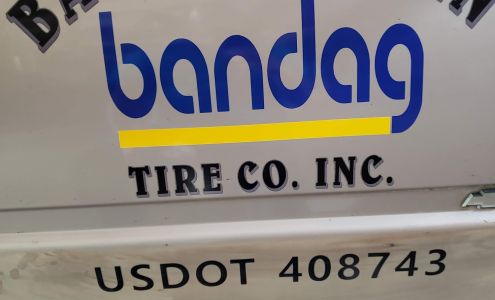 bandag
TIRE CO. INC.
USDOT 408743